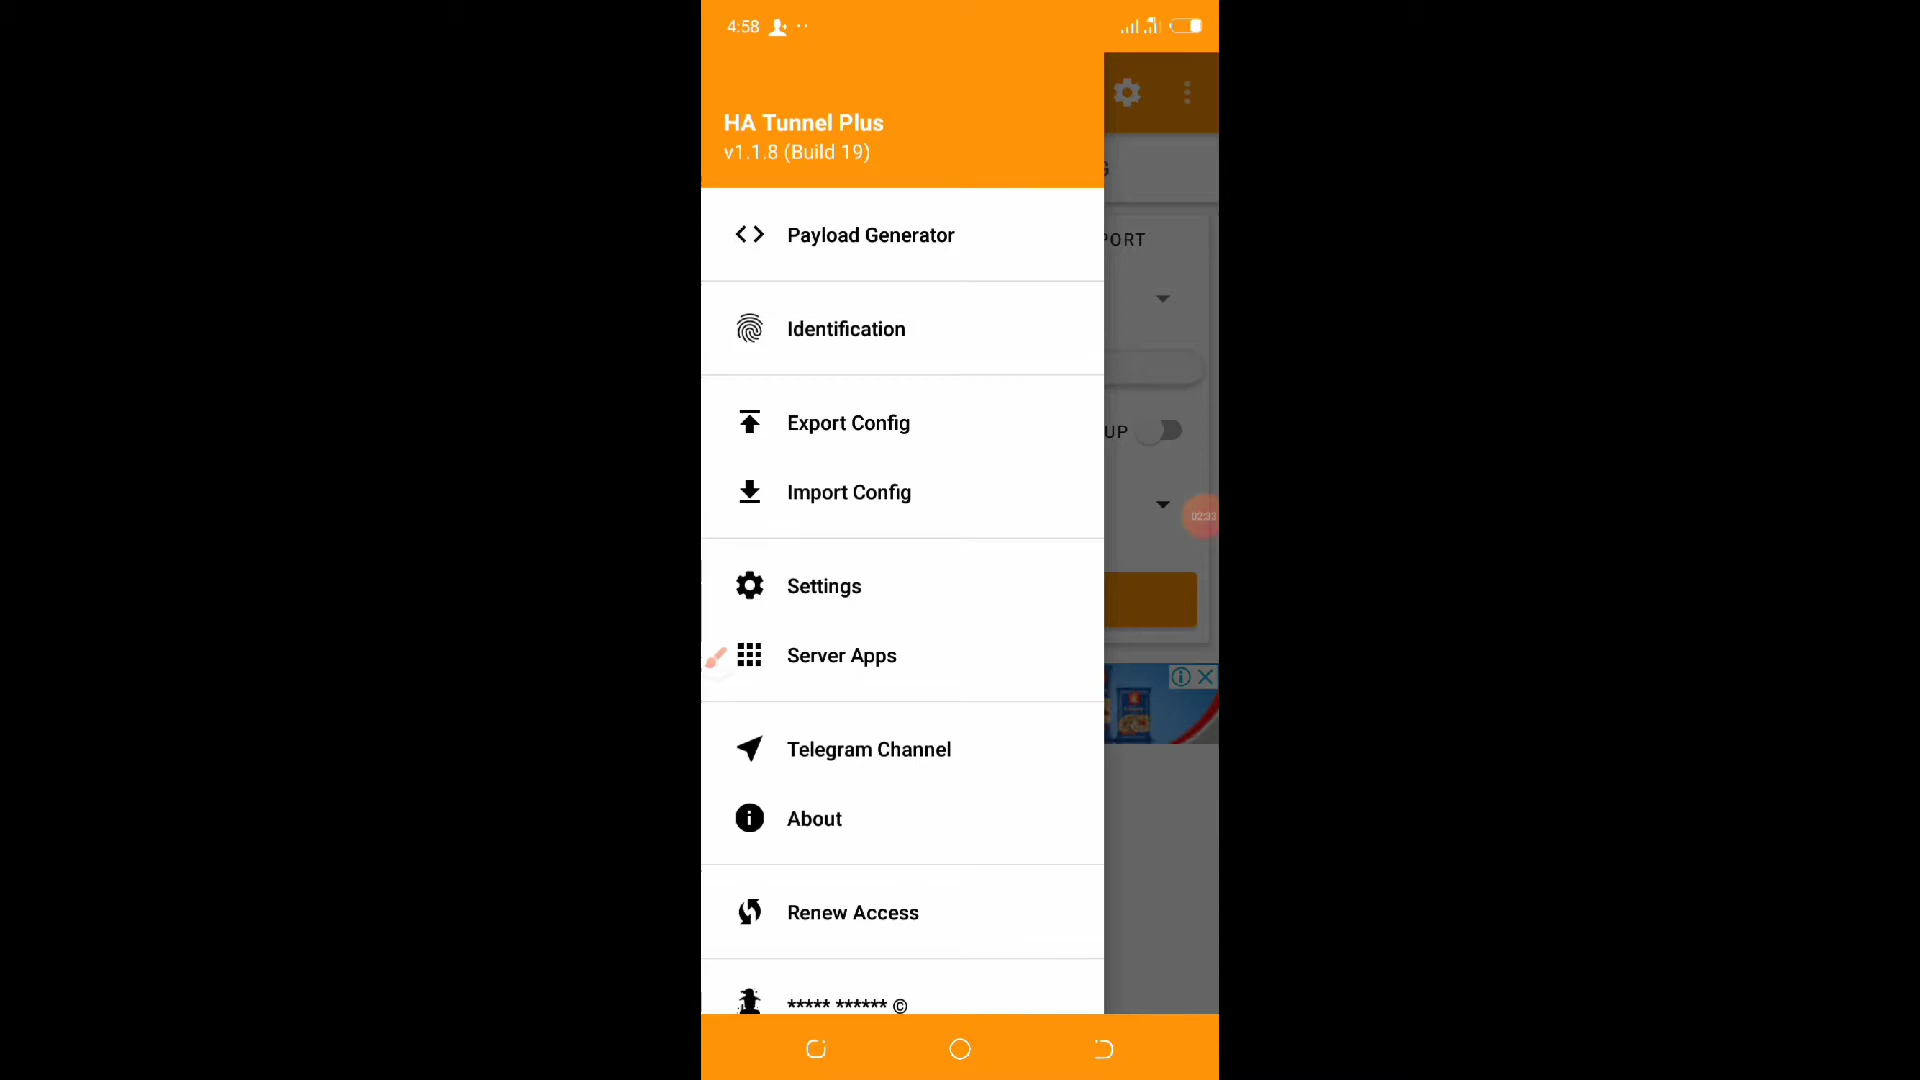 4:58
HA Tunnel Plus
v1.1.8 (Build 19)
PORT
Payload Generator
Identification
Export Config
UP
Import Config
02:33
Settings
Server Apps
Telegram Channel
About
Renew Access
***** ****** ©